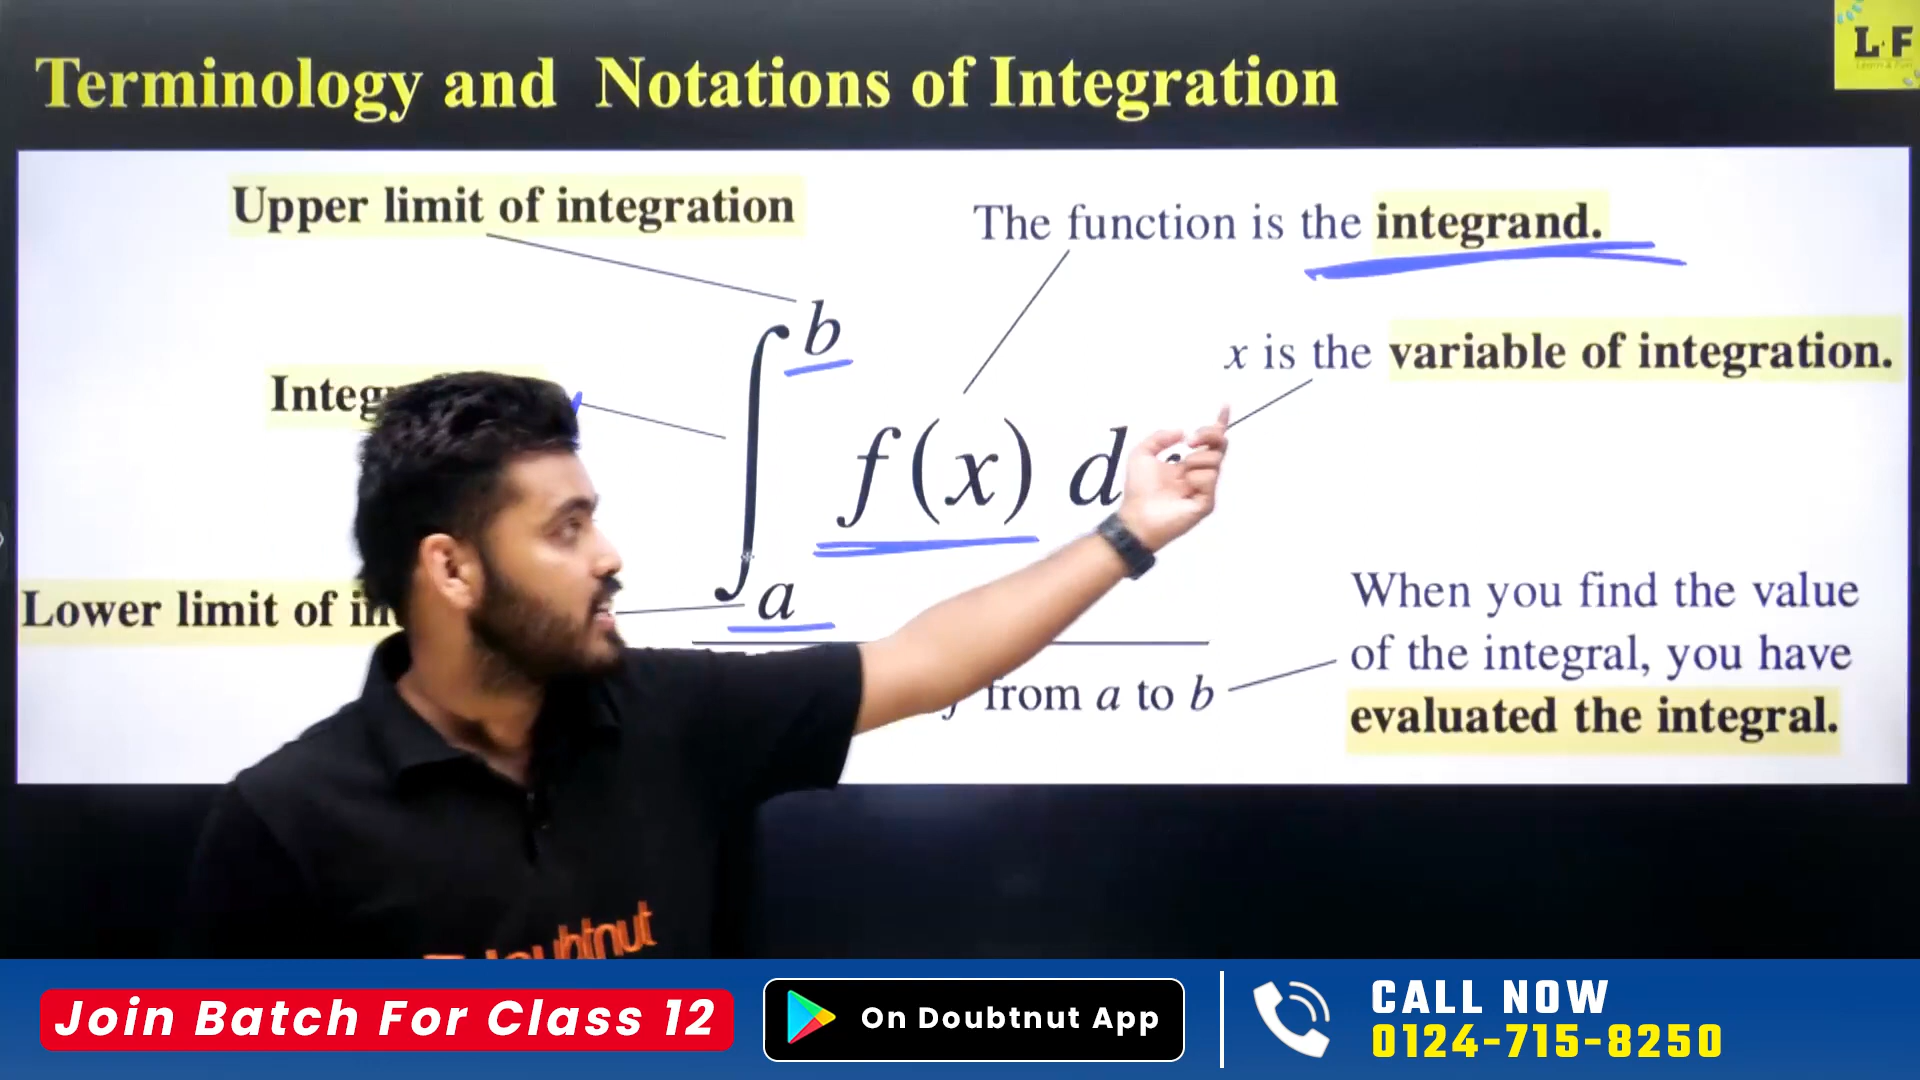 Terminology and Notations of Integration
L·F
Upper limit of integration
The function is the integrand.
x is the variable of integration.
b
∫ f(x) d
a
Lower limit of
from a to b
When you find the value
of the integral, you have
evaluated the integral.
doubtnut
Join Batch For Class 12
On Doubtnut App
CALL NOW
0124-715-8250